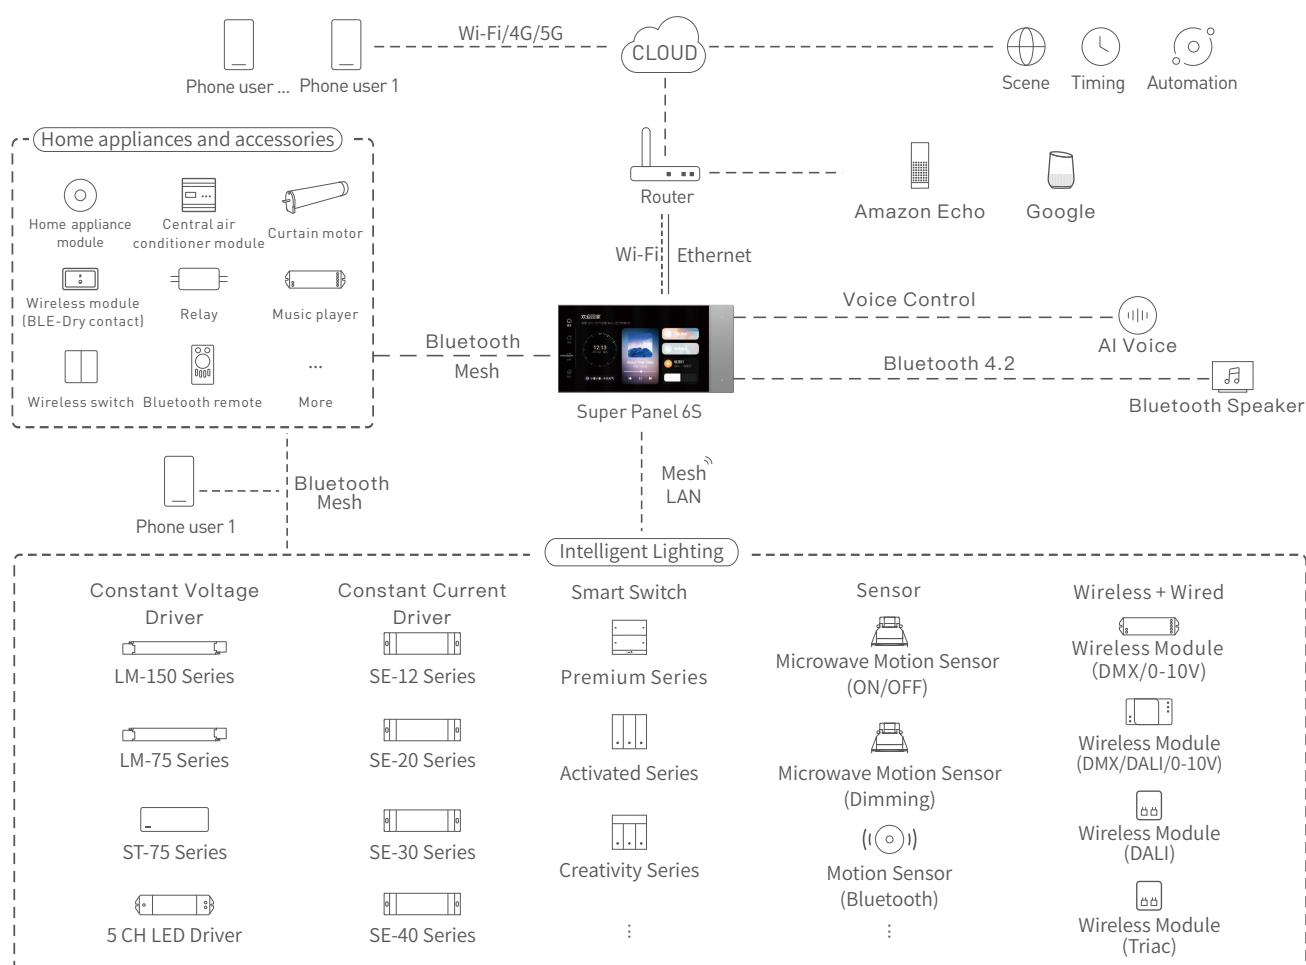 Wi-Fi/4G/5G
CLOUD
Phone user ...
Phone user 1
Scene
Timing
Automation
Home appliances and accessories
Home appliance
module
Central air
conditioner module
Curtain motor
Wireless module
(BLE-Dry contact)
Relay
Music player
Wireless switch
Bluetooth remote
...
More
Router
Amazon Echo
Google
Wi-Fi
Ethernet
Bluetooth
Mesh
欢迎回家
12:13
Super Panel 6S
Voice Control
AI Voice
Bluetooth 4.2
Bluetooth Speaker
Phone user 1
Bluetooth
Mesh
Mesh
LAN
Intelligent Lighting
Constant Voltage
Driver
LM-150 Series
LM-75 Series
ST-75 Series
5 CH LED Driver
Constant Current
Driver
SE-12 Series
SE-20 Series
SE-30 Series
SE-40 Series
Smart Switch
Premium Series
Activated Series
Creativity Series
⋮
Sensor
Microwave Motion Sensor
(ON/OFF)
Microwave Motion Sensor
(Dimming)
Motion Sensor
(Bluetooth)
⋮
Wireless + Wired
Wireless Module
(DMX/0-10V)
Wireless Module
(DMX/DALI/0-10V)
Wireless Module
(DALI)
Wireless Module
(Triac)